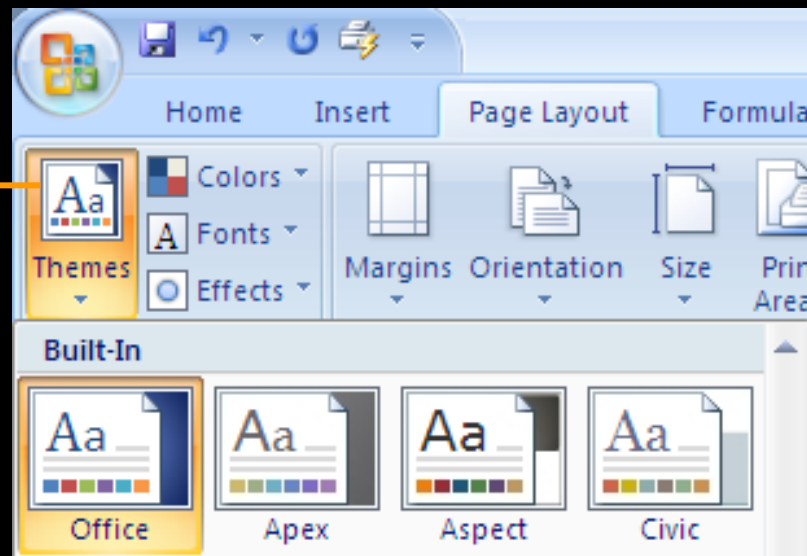 Home Insert Page Layout Formula
Aa Colors
A Fonts
Themes Effects
Margins Orientation Size Prin
Area
Built-In
Aa Aa Aa Aa
Office Apex Aspect Civic